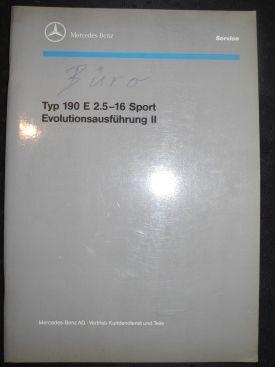 Mercedes-Benz
Service
Büro
Typ 190 E 2.5–16 Sport
Evolutionsausführung II
Mercedes-Benz AG · Vertrieb Kundendienst und Teile